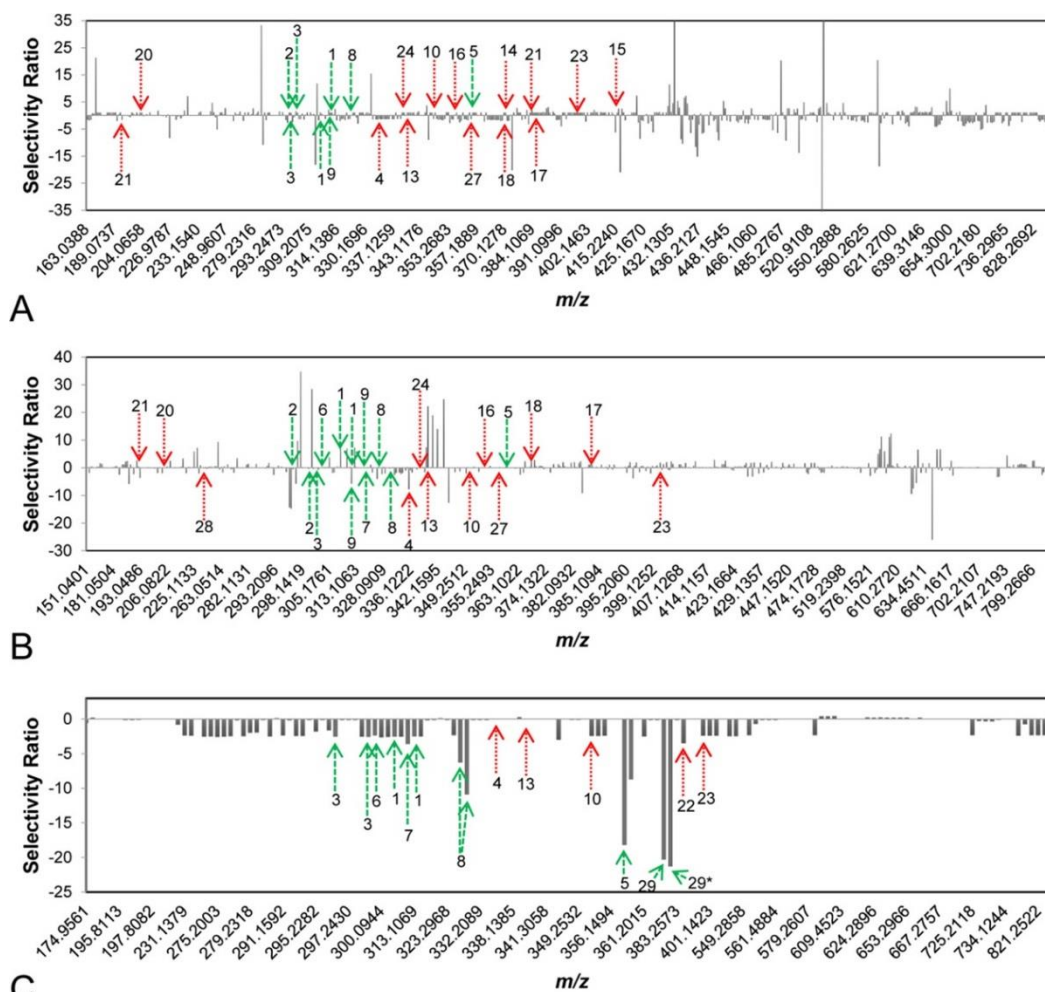 35
25
15
5
-5
-15
-25
-35
Selectivity Ratio
3
20 2 1 8 24 10 16 5 14 21 23 15
21 3 1 9 4 13 27 18 17
163.0388 189.0737 204.0658 226.9787 233.1540 248.9607 279.2316 293.2473 309.2075 314.1386 330.1696 337.1259 343.1176 353.2683 357.1889 370.1278 384.1069 391.0996 402.1463 415.2240 425.1670 432.1305 436.2127 448.1545 466.1060 485.2767 520.9108 550.2888 580.2625 621.2700 639.3146 654.3000 702.2180 736.2965 828.2692
m/z
A
40
30
20
10
0
-10
-20
-30
Selectivity Ratio
24
21 20 2 6 1 1 9 8 16 5 18 17
28 2 3 9 7 8 4 13 10 27 23
151.0401 181.0504 193.0486 206.0822 225.1133 263.0514 282.1131 293.2096 298.1419 305.1761 313.1063 328.0909 336.1222 342.1595 349.2512 355.2493 363.1022 374.1322 382.0932 385.1094 395.2060 399.1252 407.1268 414.1157 423.1664 429.1357 447.1520 474.1728 519.2398 576.1521 610.2720 634.4511 666.1617 702.2107 747.2193 799.2666
m/z
B
0
-5
-10
-15
-20
-25
Selectivity Ratio
3 3 6 1 7 1 8 4 13 5 10 29 29* 22 23
174.9561 195.8113 197.8082 231.1379 275.2003 279.2318 291.1592 295.2282 297.2430 300.0944 313.1069 323.2968 332.2089 338.1385 341.3058 349.2532 356.1494 361.2015 383.2573 401.1423 549.2858 561.4884 579.2607 609.4523 624.2896 653.2966 667.2757 725.2118 734.1244 821.2522
m/z
C